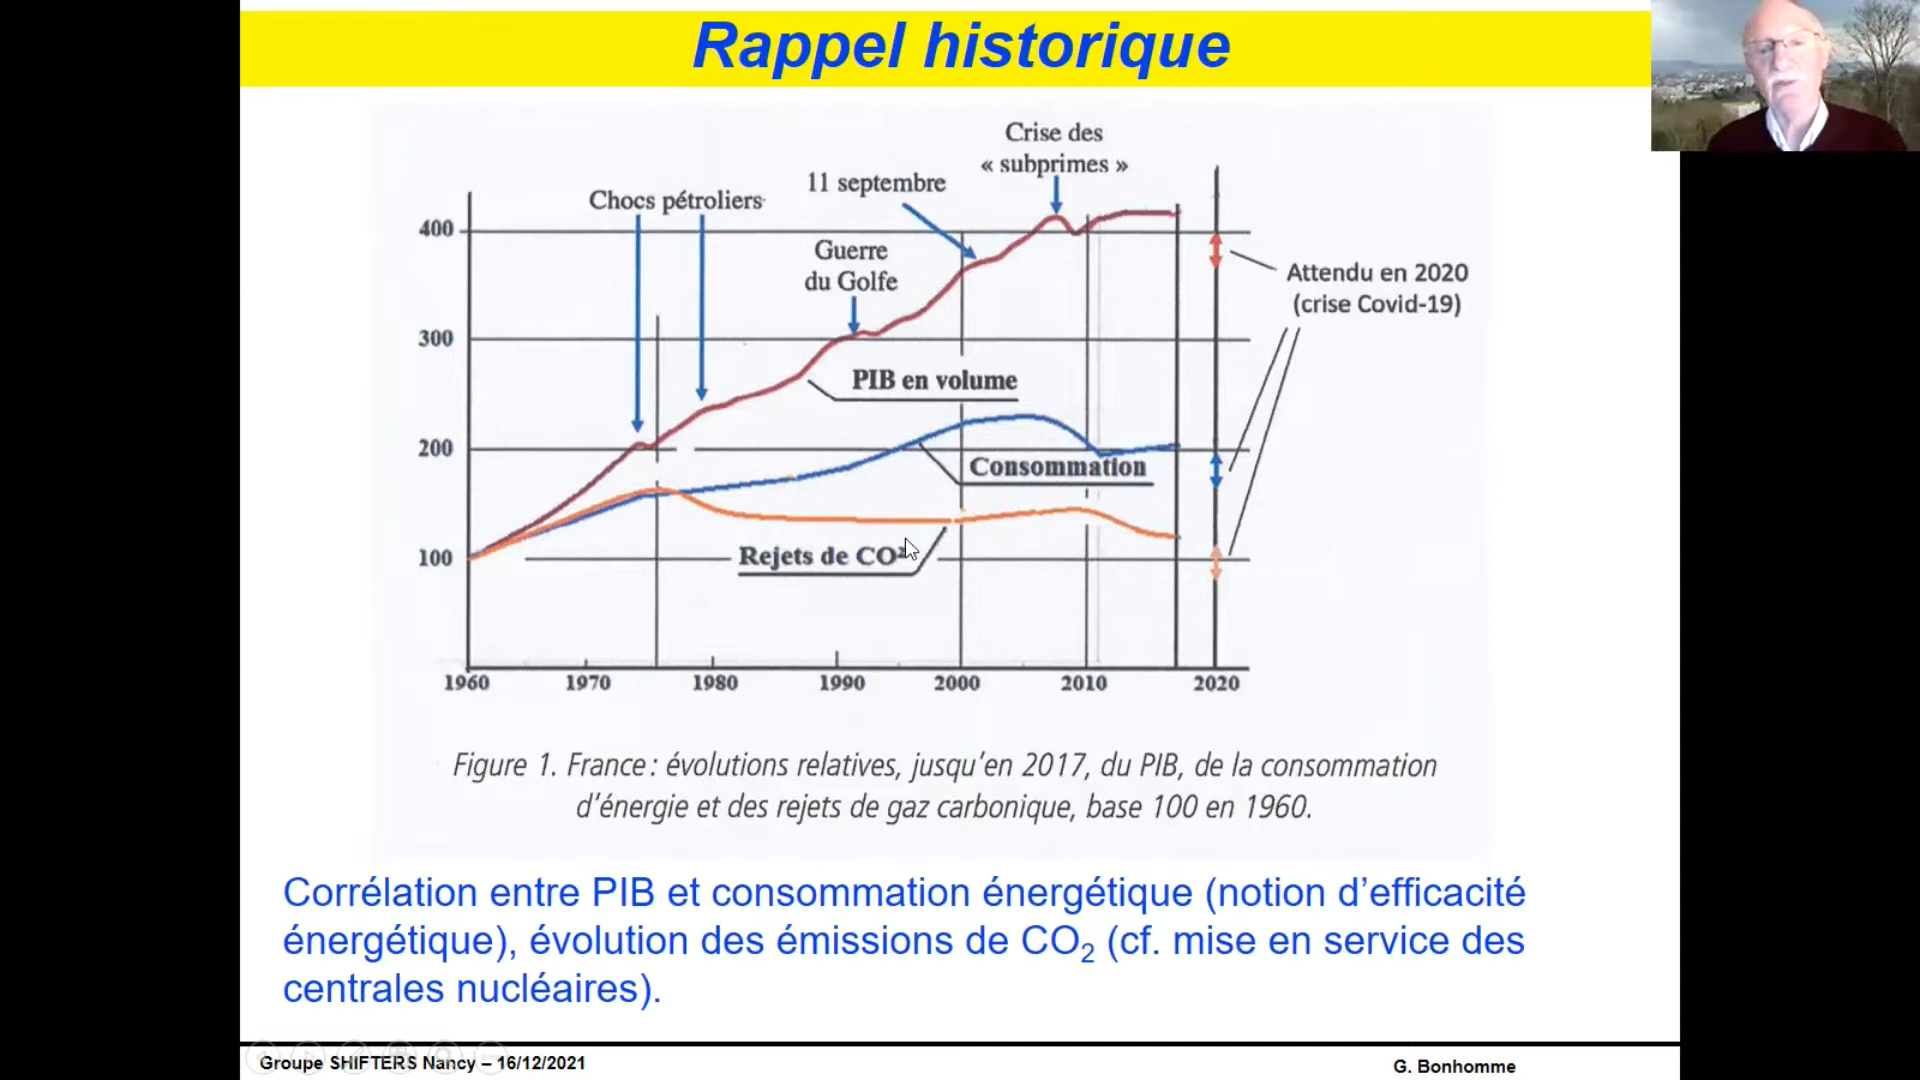 Rappel historique
Crise des
« subprimes »
11 septembre
Chocs pétroliers
Guerre
du Golfe
400
Attendu en 2020
(crise Covid-19)
300
PIB en volume
200
Consommation
100
Rejets de CO²
1960 1970 1980 1990 2000 2010 2020
Figure 1. France : évolutions relatives, jusqu'en 2017, du PIB, de la consommation
d'énergie et des rejets de gaz carbonique, base 100 en 1960.
Corrélation entre PIB et consommation énergétique (notion d'efficacité
énergétique), évolution des émissions de CO₂ (cf. mise en service des
centrales nucléaires).
Groupe SHIFTERS Nancy – 16/12/2021
G. Bonhomme